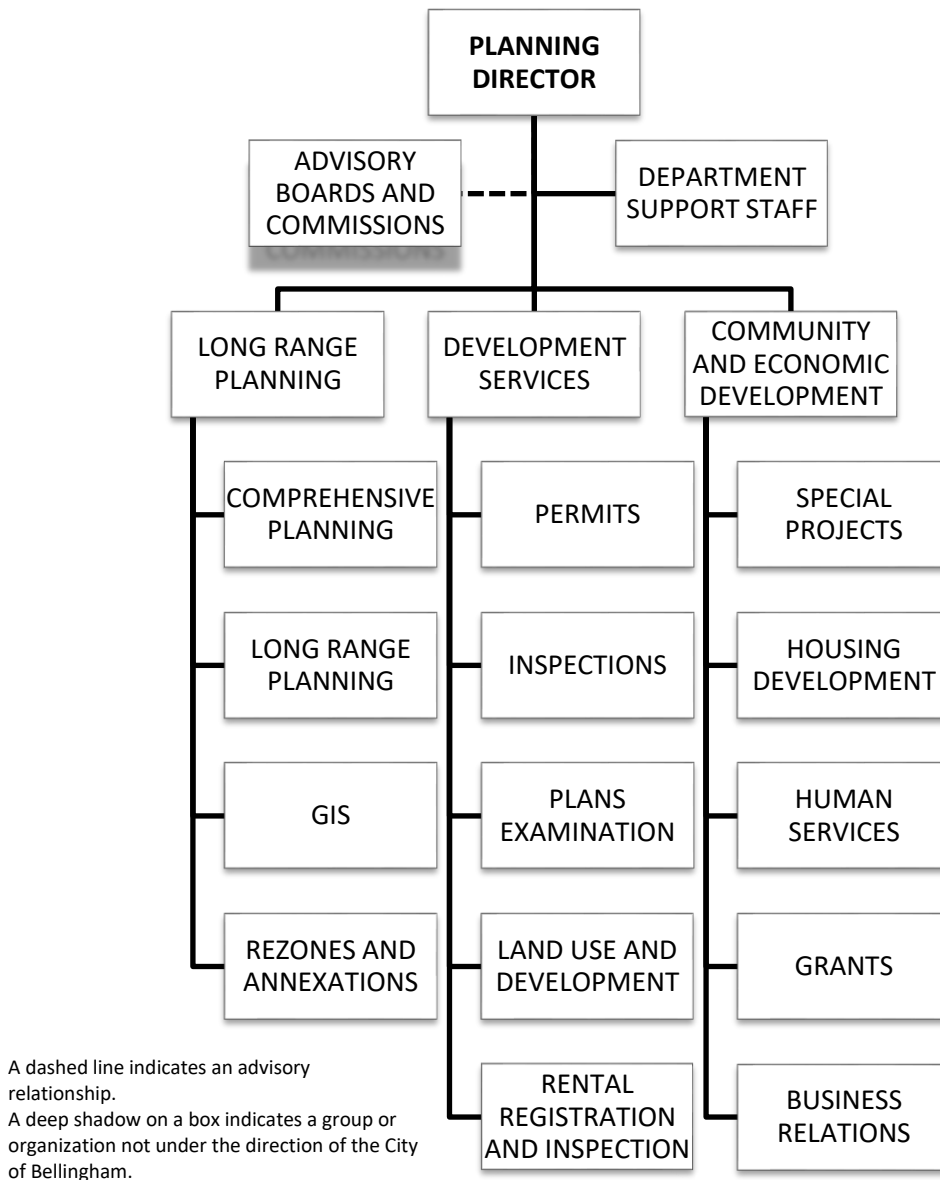 PLANNING
DIRECTOR
ADVISORY
BOARDS AND
COMMISSIONS
DEPARTMENT
SUPPORT STAFF
LONG RANGE
PLANNING
DEVELOPMENT
SERVICES
COMMUNITY
AND ECONOMIC
DEVELOPMENT
COMPREHENSIVE
PLANNING
LONG RANGE
PLANNING
GIS
REZONES AND
ANNEXATIONS
PERMITS
INSPECTIONS
PLANS
EXAMINATION
LAND USE AND
DEVELOPMENT
RENTAL
REGISTRATION
AND INSPECTION
SPECIAL
PROJECTS
HOUSING
DEVELOPMENT
HUMAN
SERVICES
GRANTS
BUSINESS
RELATIONS
A dashed line indicates an advisory
relationship.
A deep shadow on a box indicates a group or
organization not under the direction of the City
of Bellingham.